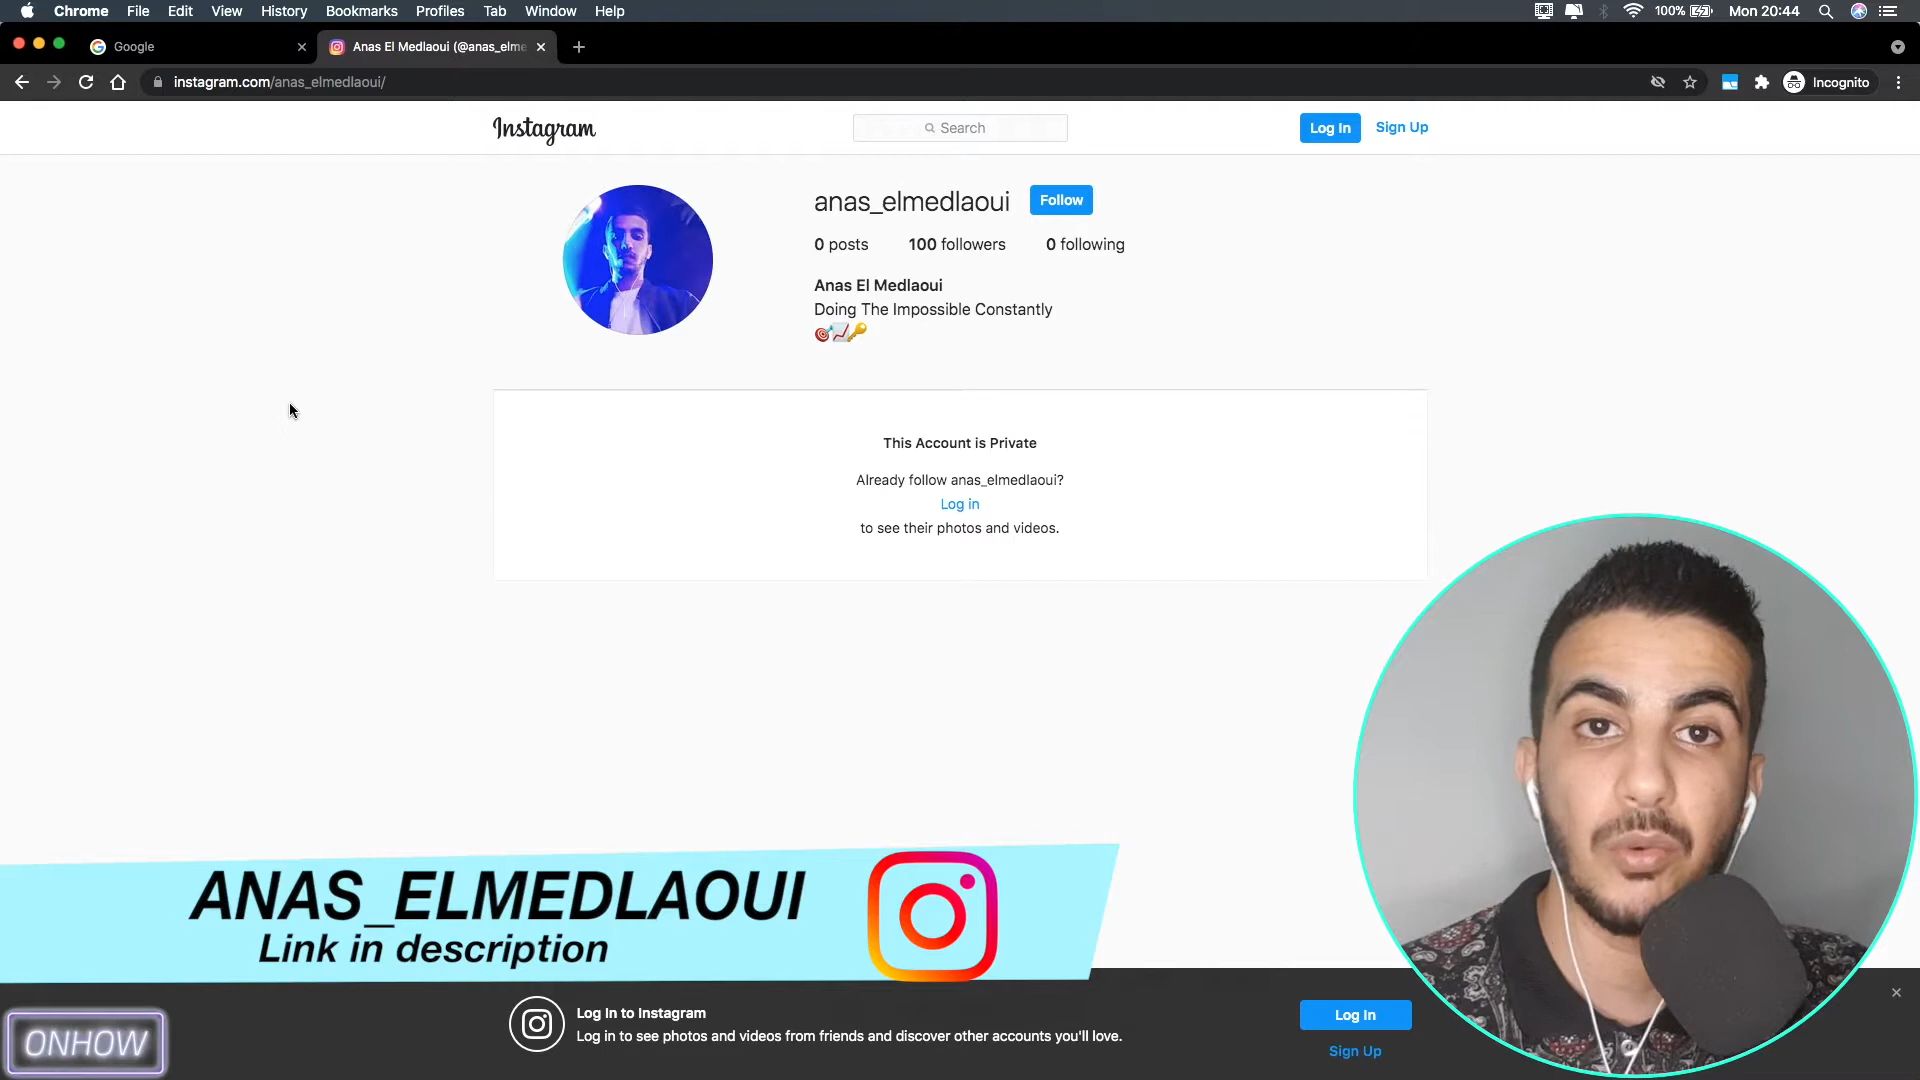 Chrome File Edit View History Bookmarks Profiles Tab Window Help 100% Mon 20:44
Google Anas El Medlaoui (@anas_elme
instagram.com/anas_elmedlaoui/ Incognito
Instagram Search Log In Sign Up
anas_elmedlaoui Follow
0 posts 100 followers 0 following
Anas El Medlaoui
Doing The Impossible Constantly
🎯📈🔑
This Account is Private
Already follow anas_elmedlaoui?
Log in
to see their photos and videos.
ANAS_ELMEDLAOUI
Link in description
Log In to Instagram
Log in to see photos and videos from friends and discover other accounts you'll love.
Log In
Sign Up
ONHOW